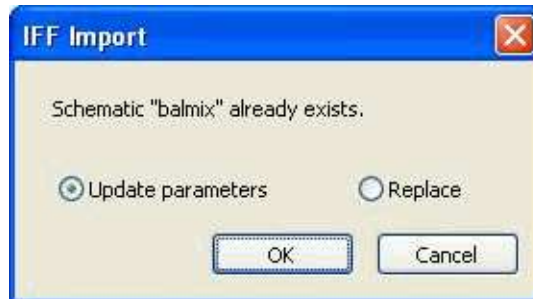 IFF Import
Schematic "balmix" already exists.
Update parameters Replace
OK Cancel